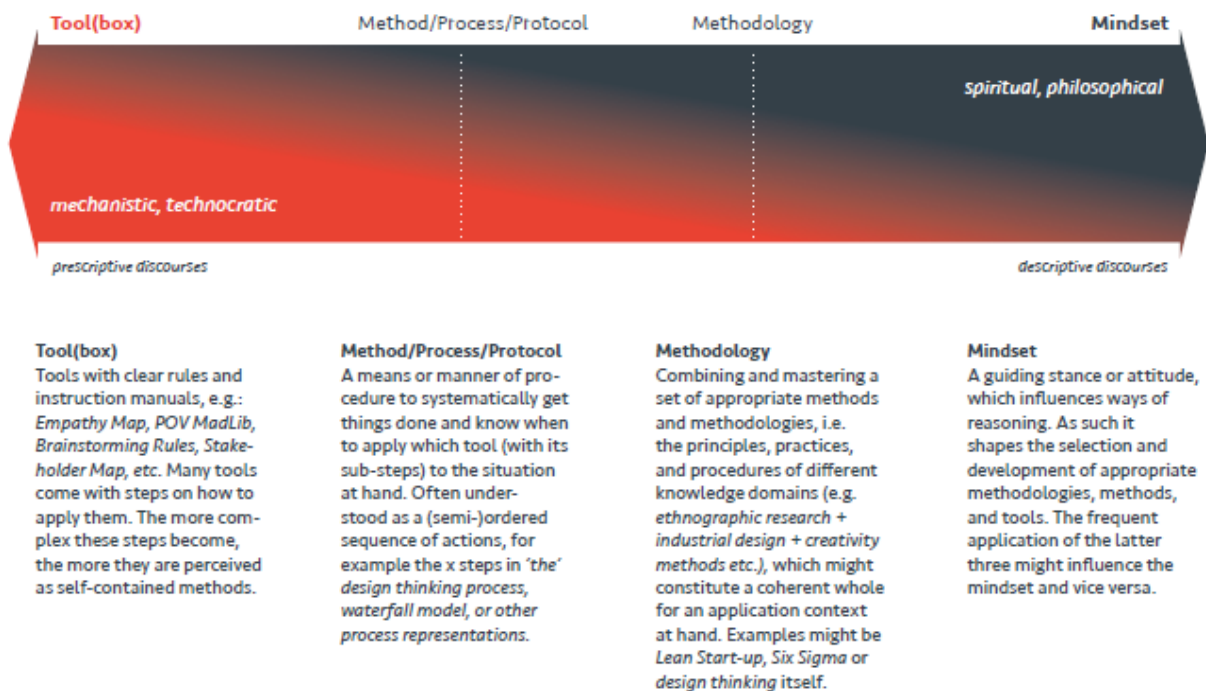 Tool(box)
Method/Process/Protocol
Methodology
Mindset
spiritual, philosophical
mechanistic, technocratic
prescriptive discourses
descriptive discourses
Tool(box)
Tools with clear rules and
instruction manuals, e.g.:
Empathy Map, POV MadLib,
Brainstorming Rules, Stake-
holder Map, etc. Many tools
come with steps on how to
apply them. The more com-
plex these steps become,
the more they are perceived
as self-contained methods.
Method/Process/Protocol
A means or manner of pro-
cedure to systematically get
things done and know when
to apply which tool (with its
sub-steps) to the situation
at hand. Often under-
stood as a (semi-)ordered
sequence of actions, for
example the x steps in ‘the’
design thinking process,
waterfall model, or other
process representations.
Methodology
Combining and mastering a
set of appropriate methods
and methodologies, i.e.
the principles, practices,
and procedures of different
knowledge domains (e.g.
ethnographic research +
industrial design + creativity
methods etc.), which might
constitute a coherent whole
for an application context
at hand. Examples might be
Lean Start-up, Six Sigma or
design thinking itself.
Mindset
A guiding stance or attitude,
which influences ways of
reasoning. As such it
shapes the selection and
development of appropriate
methodologies, methods,
and tools. The frequent
application of the latter
three might influence the
mindset and vice versa.